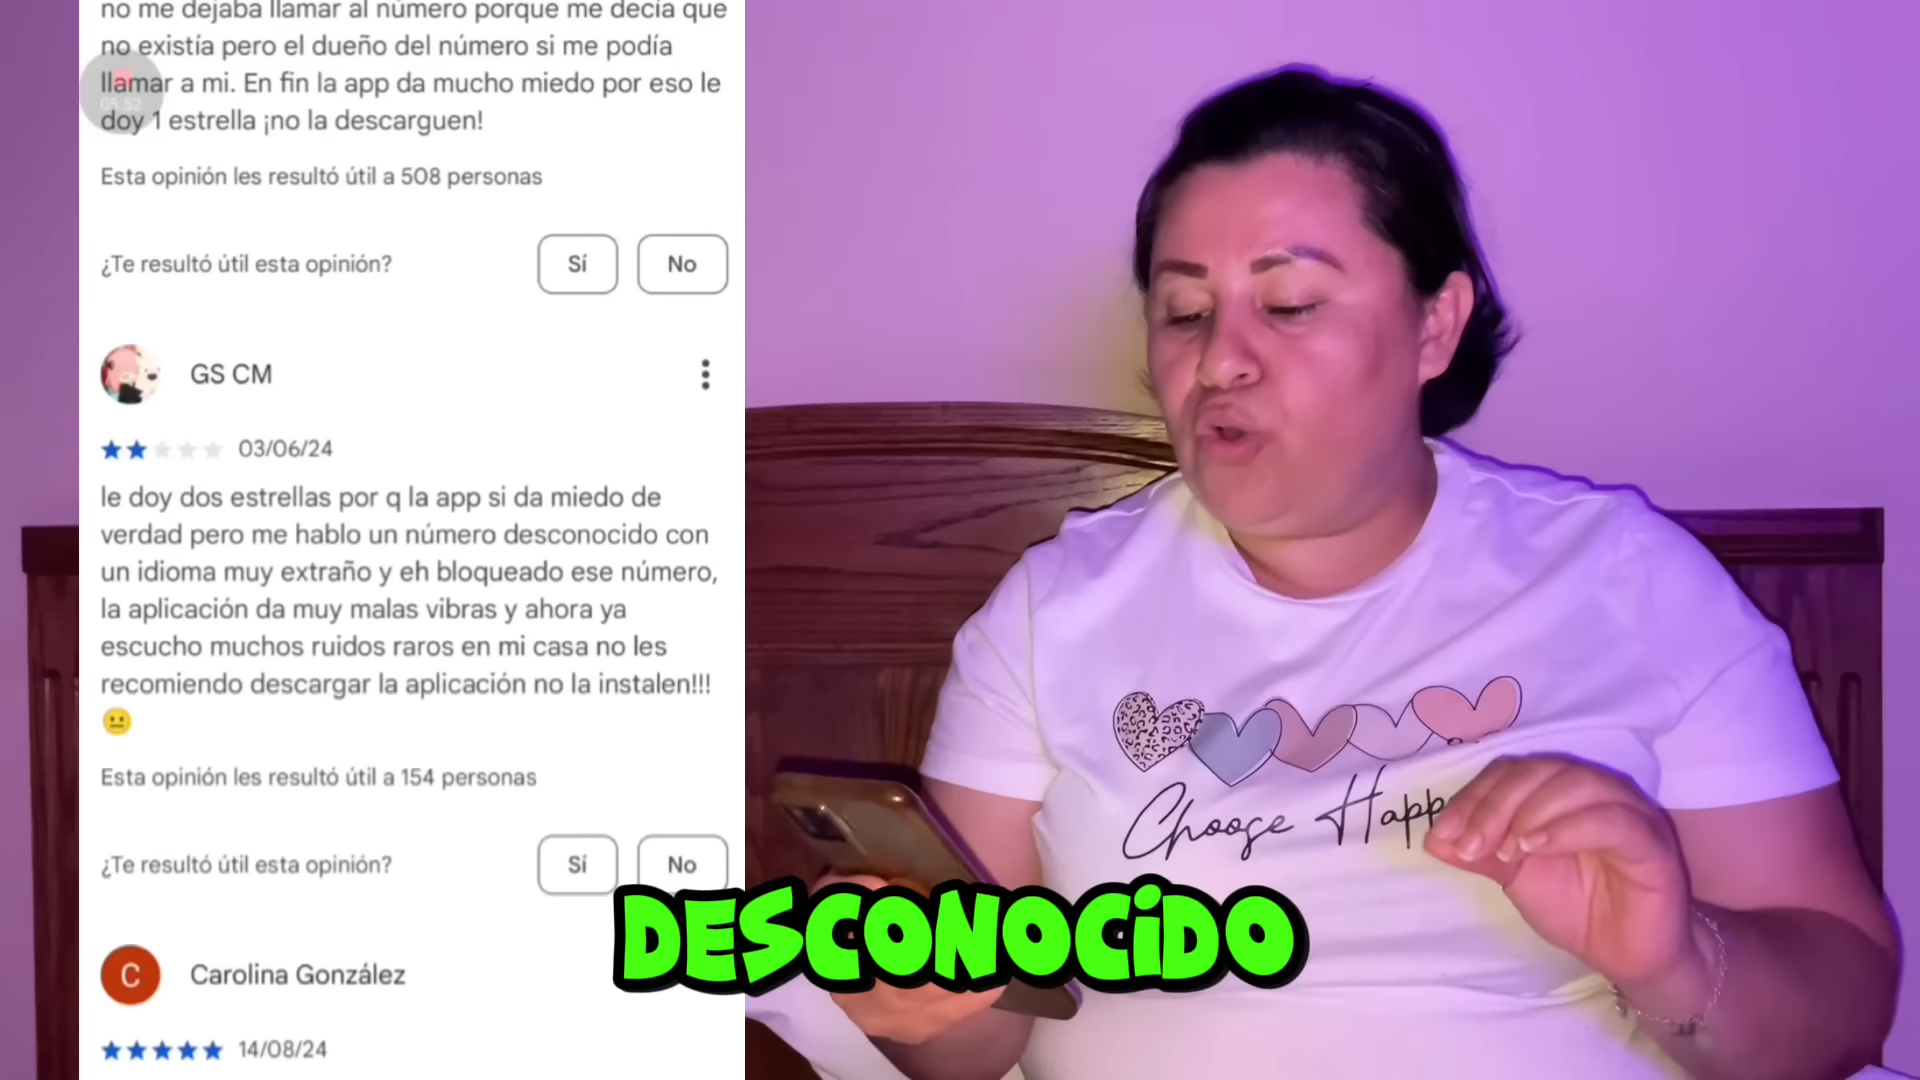 no me dejaba llamar al número porque me decía que
no existía pero el dueño del número si me podía
llamar a mi. En fin la app da mucho miedo por eso le
05:52
doy 1 estrella ¡no la descarguen!
Esta opinión les resultó útil a 508 personas
¿Te resultó útil esta opinión?
Sí
No
GS CM
03/06/24
le doy dos estrellas por q la app si da miedo de
verdad pero me hablo un número desconocido con
un idioma muy extraño y eh bloqueado ese número,
la aplicación da muy malas vibras y ahora ya
escucho muchos ruidos raros en mi casa no les
recomiendo descargar la aplicación no la instalen!!!
😐
Esta opinión les resultó útil a 154 personas
¿Te resultó útil esta opinión?
Sí
No
C
Carolina González
14/08/24
Choose Happ
DESCONOCiDO